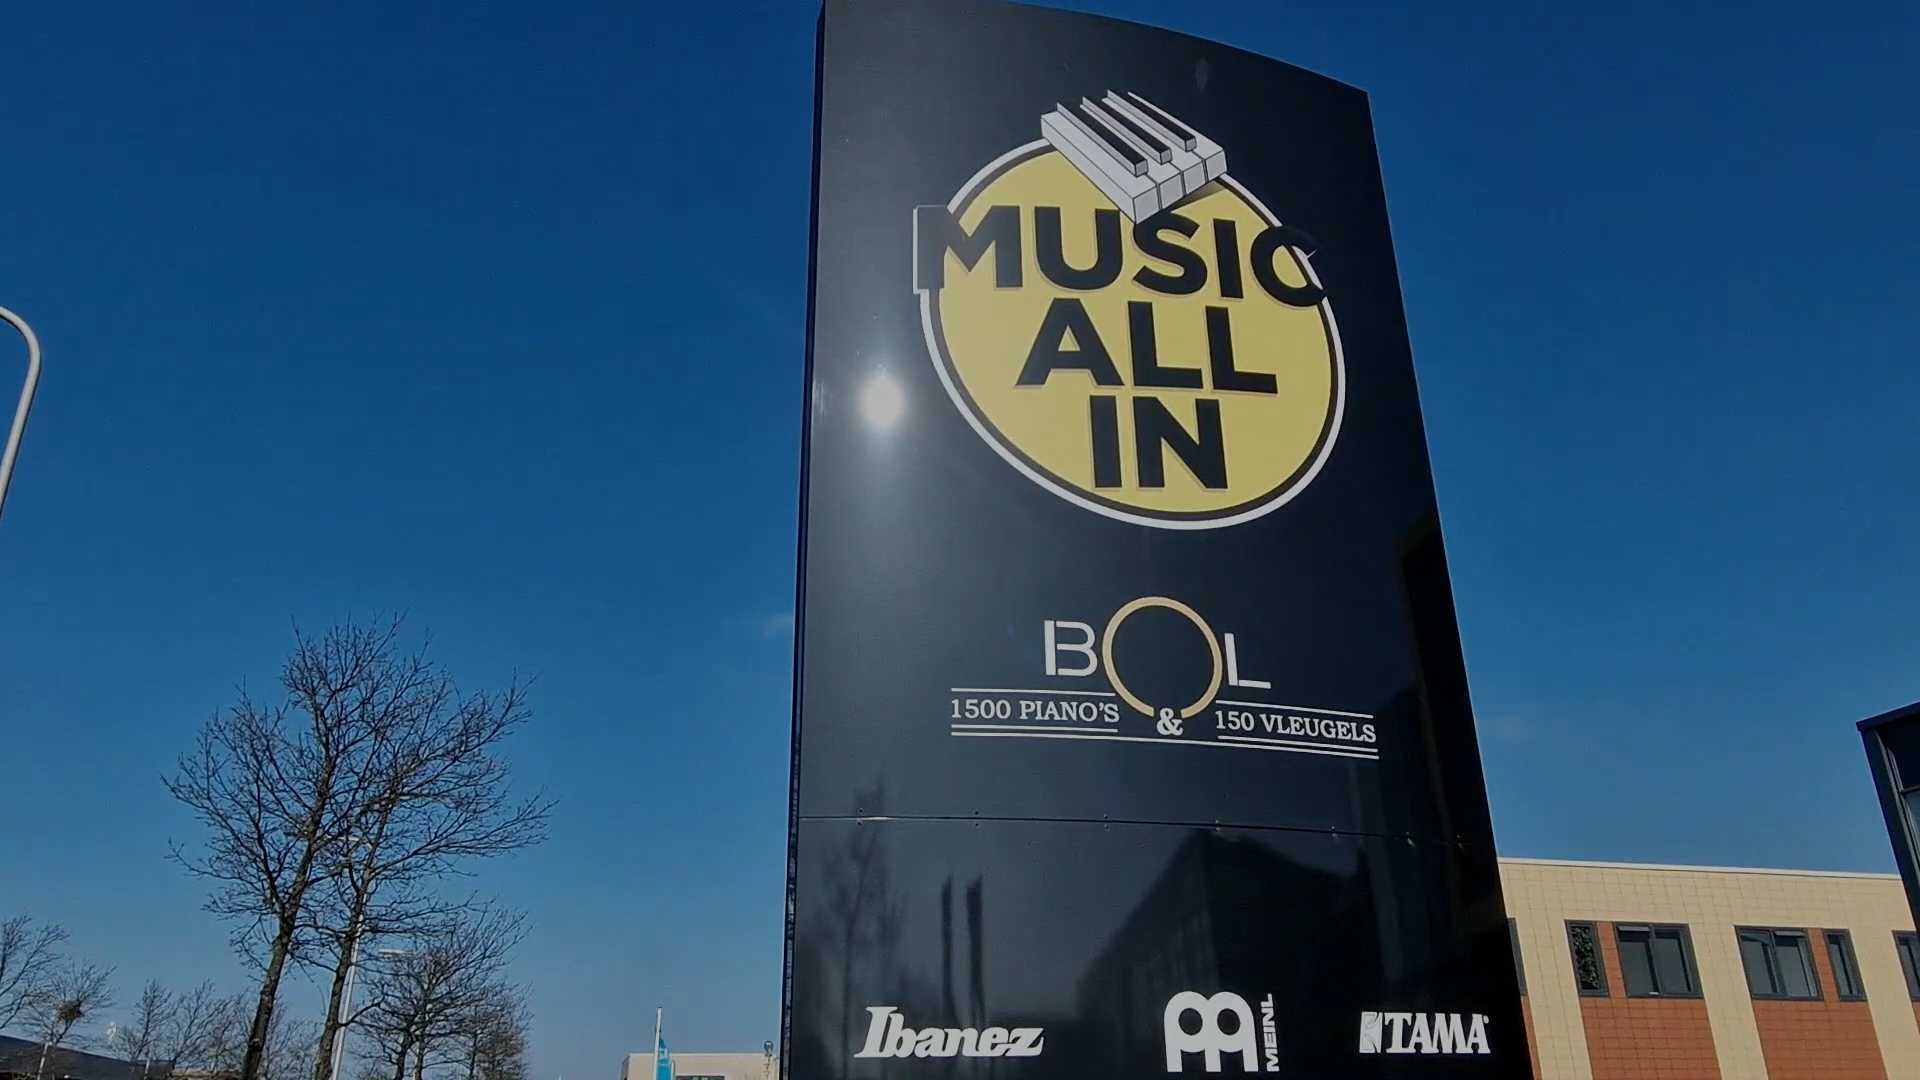 MUSIC
ALL
IN
BOL
1500 PIANO'S & 150 VLEUGELS
Ibanez
MEINL
TAMA